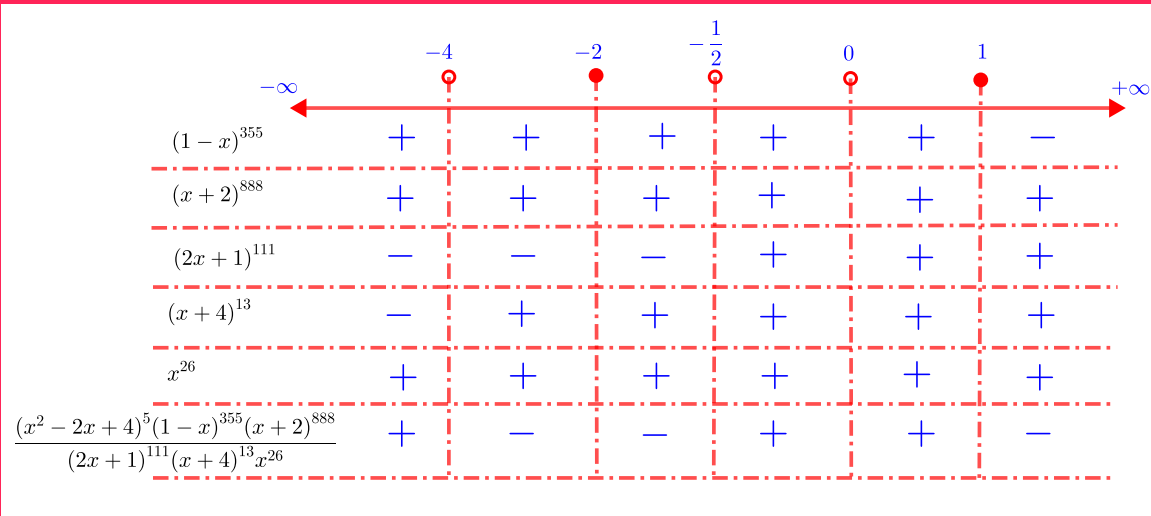 −4 −2 −1/2 0 1
−∞ +∞
(1 − x)^355 + + + + + −
(x + 2)^888 + + + + + +
(2x + 1)^111 − − − + + +
(x + 4)^13 − + + + + +
x^26 + + + + + +
(x^2 − 2x + 4)^5(1 − x)^355(x + 2)^888 + − − + + −
(2x + 1)^111(x + 4)^13x^26